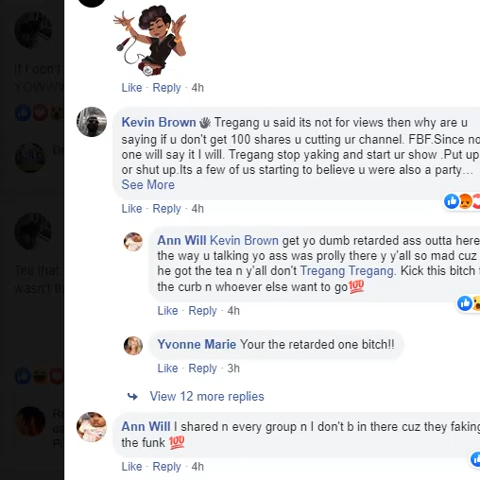 Like · Reply · 4h
Kevin Brown 👋 Tregang u said its not for views then why are u
saying if u don't get 100 shares u cutting ur channel. FBF.Since no
one will say it I will. Tregang stop yaking and start ur show .Put up
or shut up.Its a few of us starting to believe u were also a party...
See More
Like · Reply · 4h
Ann Will Kevin Brown get yo dumb retarded ass outta here
the way u talking yo ass was prolly there y y'all so mad cuz
he got the tea n y'all don't Tregang Tregang. Kick this bitch
the curb n whoever else want to go💯
Like · Reply · 4h
Yvonne Marie Your the retarded one bitch!!
Like · Reply · 3h
View 12 more replies
Ann Will I shared n every group n I don't b in there cuz they faking
the funk 💯
Like · Reply · 4h